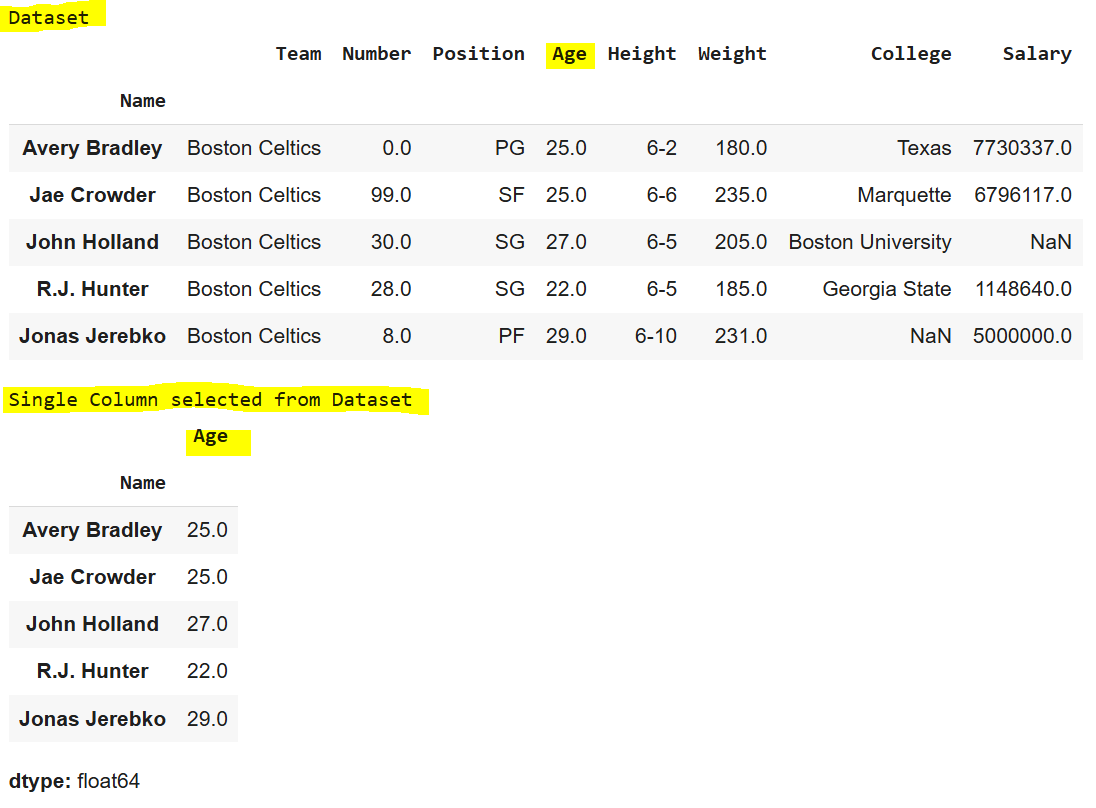 Dataset
Team Number Position Age Height Weight College Salary
Name
Avery Bradley Boston Celtics 0.0 PG 25.0 6-2 180.0 Texas 7730337.0
Jae Crowder Boston Celtics 99.0 SF 25.0 6-6 235.0 Marquette 6796117.0
John Holland Boston Celtics 30.0 SG 27.0 6-5 205.0 Boston University NaN
R.J. Hunter Boston Celtics 28.0 SG 22.0 6-5 185.0 Georgia State 1148640.0
Jonas Jerebko Boston Celtics 8.0 PF 29.0 6-10 231.0 NaN 5000000.0
Single Column selected from Dataset
Age
Name
Avery Bradley 25.0
Jae Crowder 25.0
John Holland 27.0
R.J. Hunter 22.0
Jonas Jerebko 29.0
dtype: float64